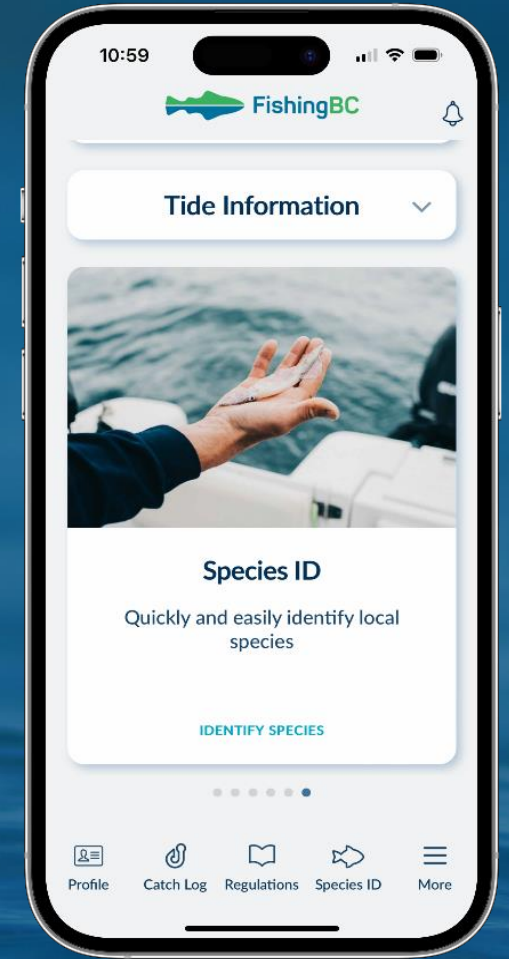 10:59
FishingBC
Tide Information
Species ID
Quickly and easily identify local
species
IDENTIFY SPECIES
Profile
Catch Log
Regulations
Species ID
More